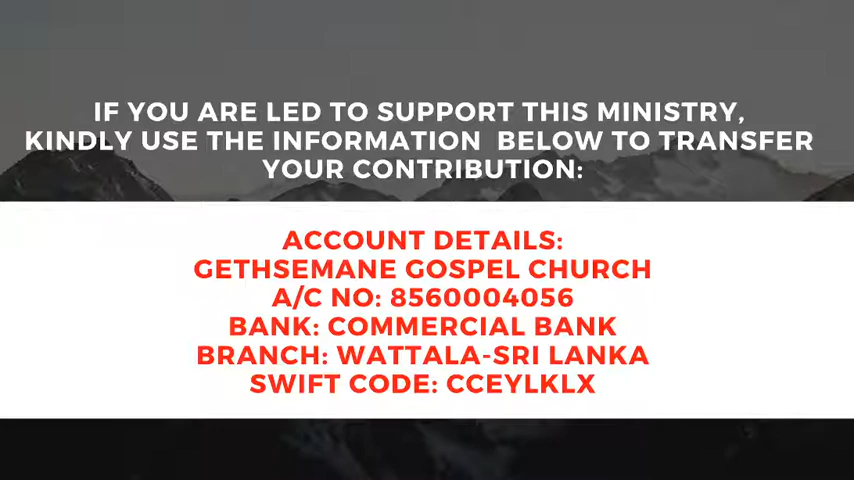 IF YOU ARE LED TO SUPPORT THIS MINISTRY,
KINDLY USE THE INFORMATION BELOW TO TRANSFER
YOUR CONTRIBUTION:
ACCOUNT DETAILS:
GETHSEMANE GOSPEL CHURCH
A/C NO: 8560004056
BANK: COMMERCIAL BANK
BRANCH: WATTALA-SRI LANKA
SWIFT CODE: CCEYLKLX